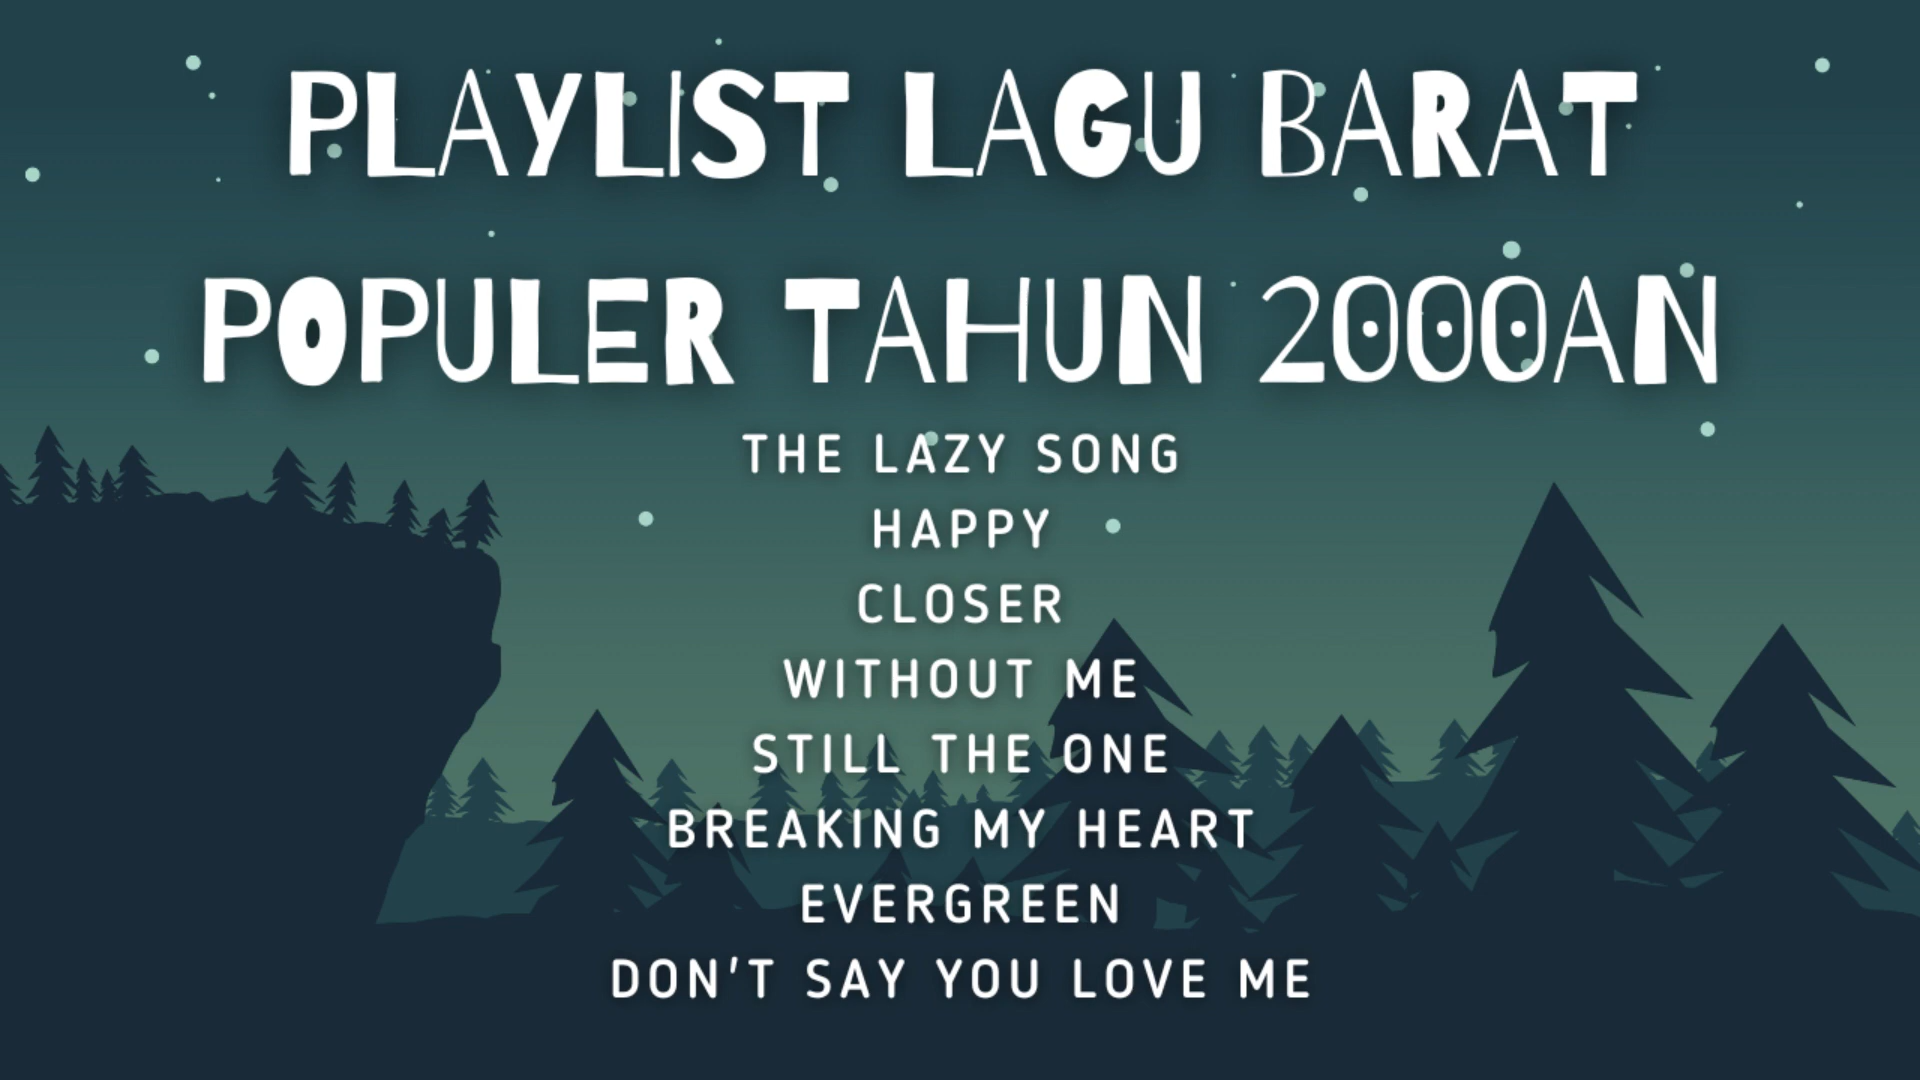 PLAYLIST LAGU BARAT
POPULER TAHUN 2000AN
THE LAZY SONG
HAPPY
CLOSER
WITHOUT ME
STILL THE ONE
BREAKING MY HEART
EVERGREEN
DON'T SAY YOU LOVE ME